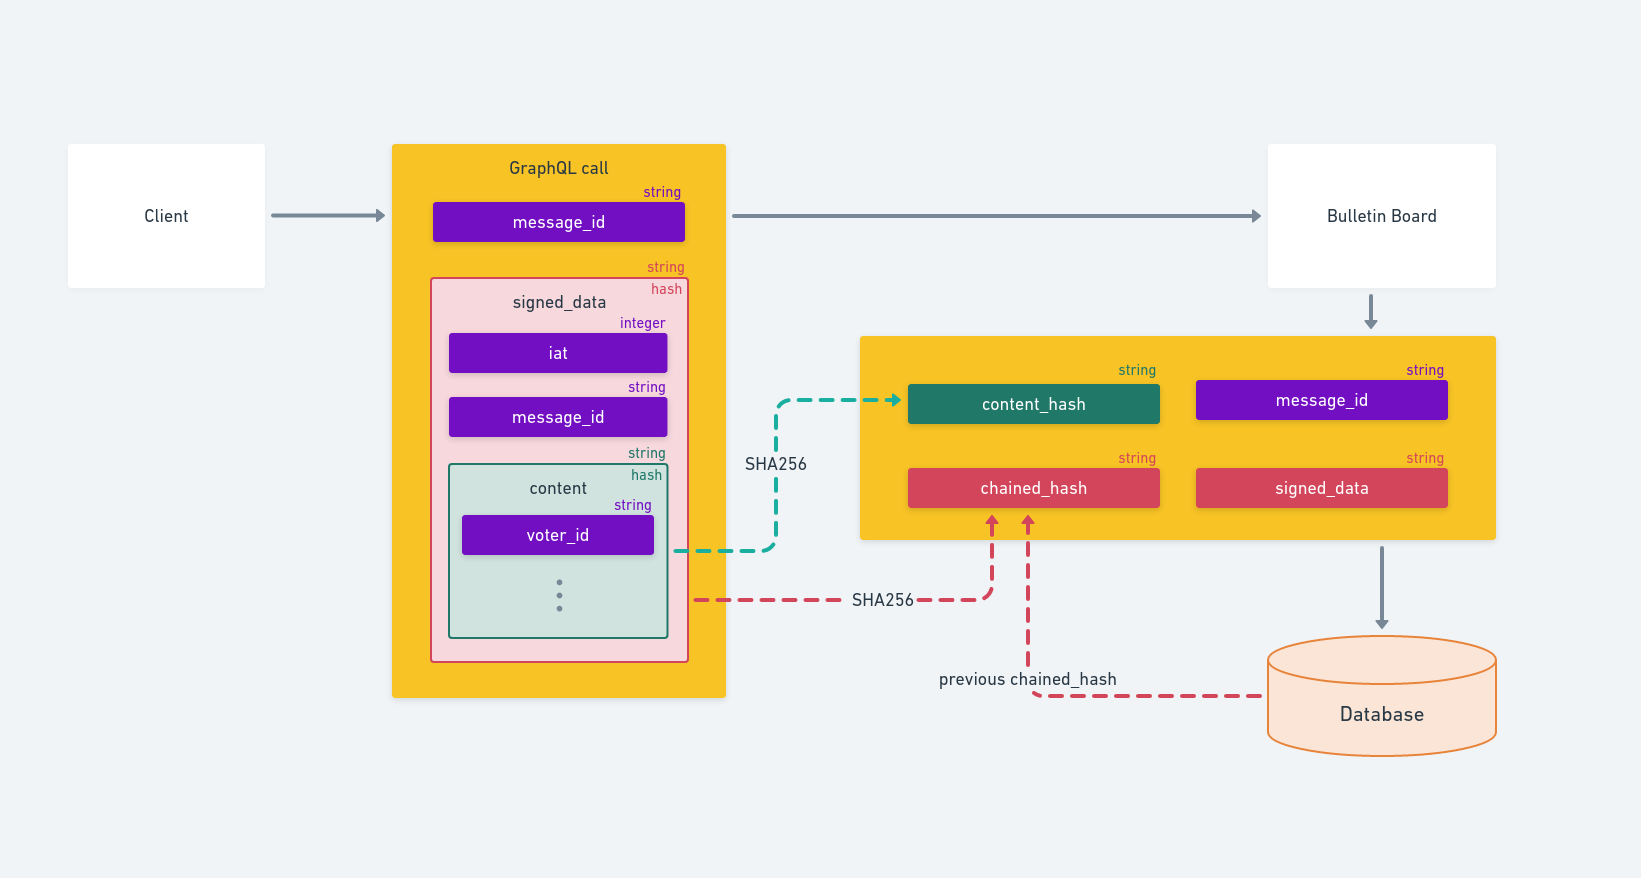 Client
GraphQL call
string
message_id
string
hash
signed_data
integer
iat
string
message_id
string
hash
content
string
voter_id
SHA256
SHA256
previous chained_hash
Bulletin Board
string
content_hash
string
message_id
string
chained_hash
string
signed_data
Database